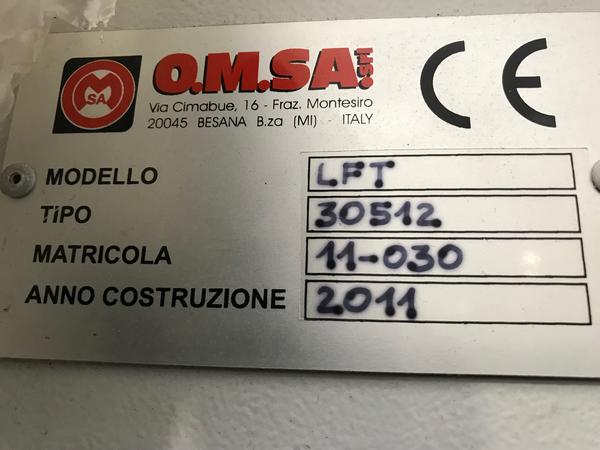 M
SA
O.M.SA. SRL
Via Cimabue, 16 - Fraz. Montesiro
20045 BESANA B.za (MI) - ITALY
CE
MODELLO LFT
TIPO 30512
MATRICOLA 11-030
ANNO COSTRUZIONE 2011